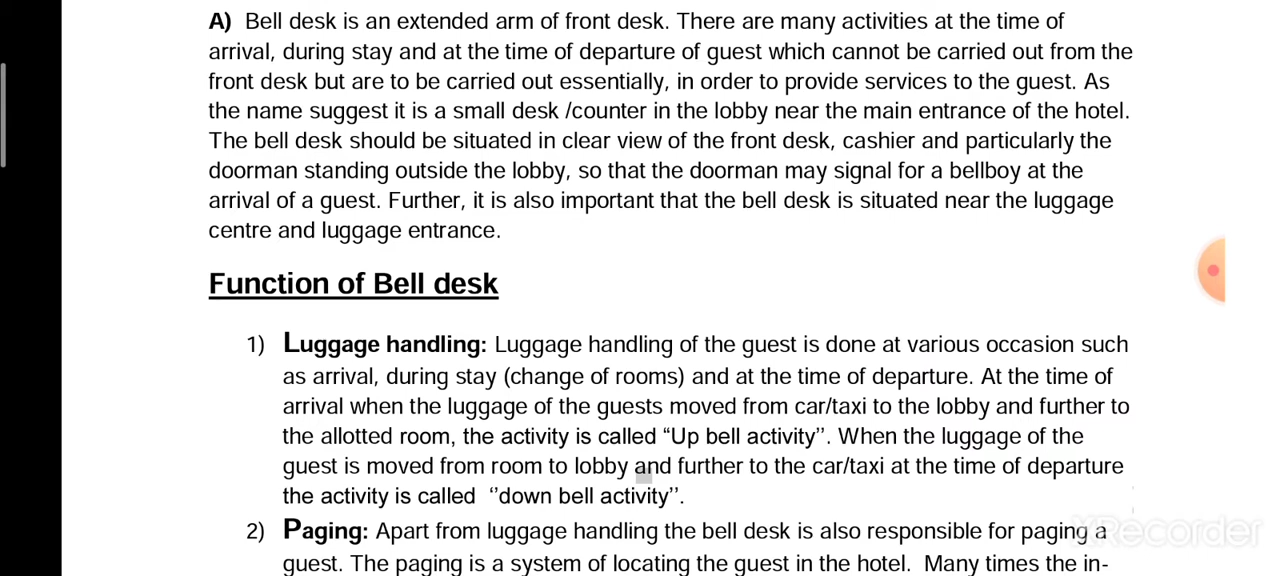 A) Bell desk is an extended arm of front desk. There are many activities at the time of
arrival, during stay and at the time of departure of guest which cannot be carried out from the
front desk but are to be carried out essentially, in order to provide services to the guest. As
the name suggest it is a small desk /counter in the lobby near the main entrance of the hotel.
The bell desk should be situated in clear view of the front desk, cashier and particularly the
doorman standing outside the lobby, so that the doorman may signal for a bellboy at the
arrival of a guest. Further, it is also important that the bell desk is situated near the luggage
centre and luggage entrance.
Function of Bell desk
1) Luggage handling: Luggage handling of the guest is done at various occasion such
as arrival, during stay (change of rooms) and at the time of departure. At the time of
arrival when the luggage of the guests moved from car/taxi to the lobby and further to
the allotted room, the activity is called “Up bell activity’’. When the luggage of the
guest is moved from room to lobby and further to the car/taxi at the time of departure
the activity is called ‘’down bell activity’’.
2) Paging: Apart from luggage handling the bell desk is also responsible for paging a
guest. The paging is a system of locating the guest in the hotel. Many times the in-
XRecorder